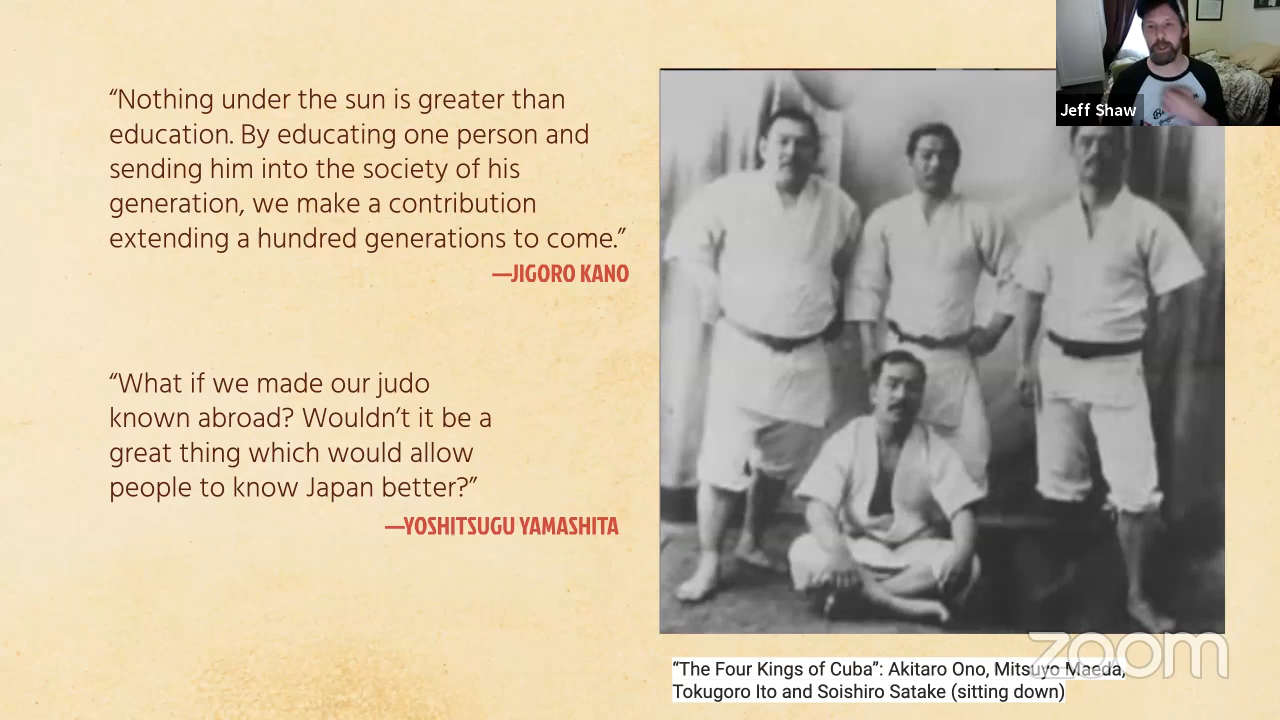 “Nothing under the sun is greater than
education. By educating one person and
sending him into the society of his
generation, we make a contribution
extending a hundred generations to come.”
—JIGORO KANO
“What if we made our judo
known abroad? Wouldn’t it be a
great thing which would allow
people to know Japan better?”
—YOSHITSUGU YAMASHITA
Jeff Shaw
“The Four Kings of Cuba”: Akitaro Ono, Mitsuyo Maeda,
Tokugoro Ito and Soishiro Satake (sitting down)
zoom